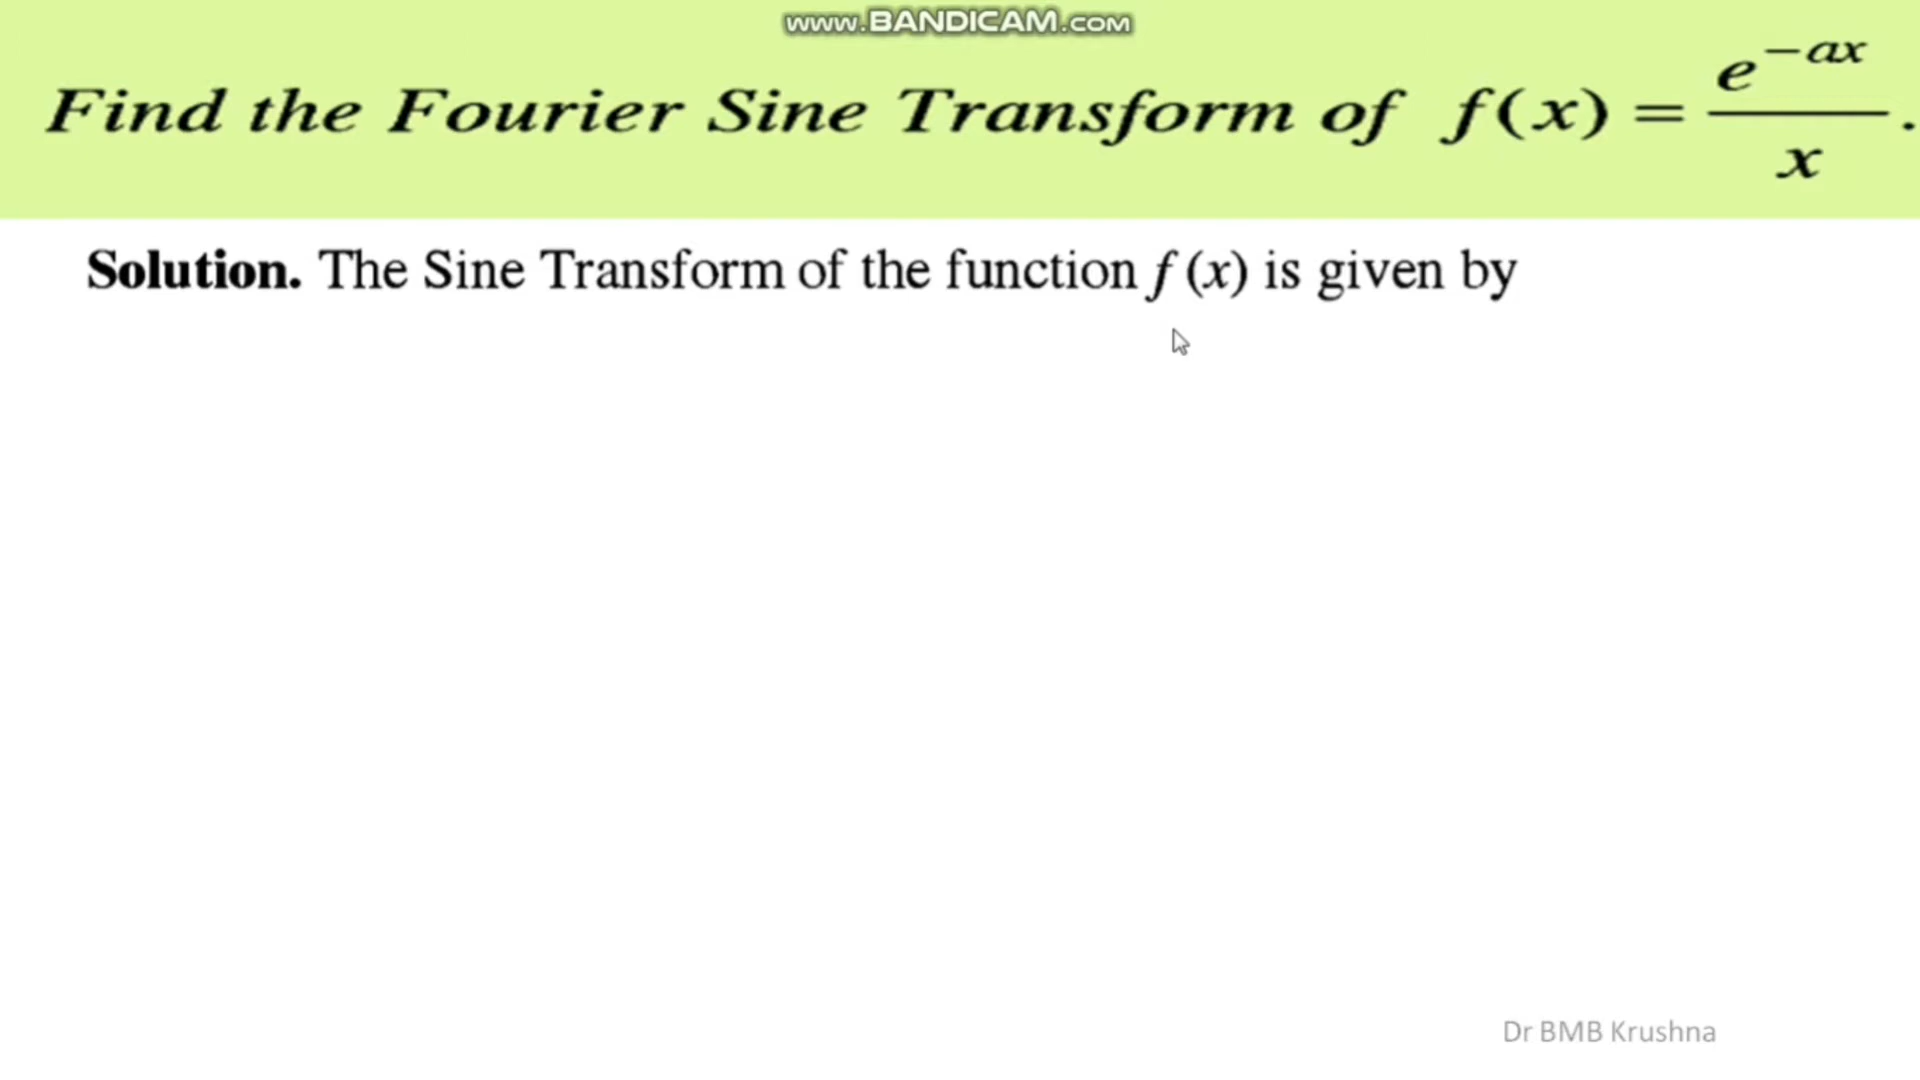 www.BANDICAM.com
Find the Fourier Sine Transform of f(x) = e^{-ax}/x.
Solution. The Sine Transform of the function f (x) is given by
Dr BMB Krushna